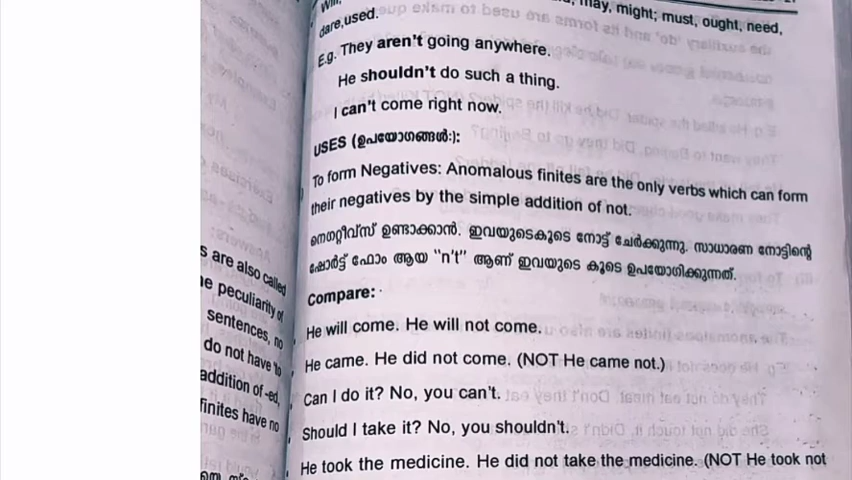 may, might; must, ought, need,
dare,used.
E.g. They aren't going anywhere.
He shouldn't do such a thing.
I can't come right now.
USES (ഉപയോഗങ്ങൾ:):
To form Negatives: Anomalous finites are the only verbs which can form
their negatives by the simple addition of not.
നെഗറ്റീവ്സ് ഉണ്ടാക്കാൻ. ഇവയുടെകൂടെ നോട്ട് ചേർക്കുന്നു. സാധാരണ നോട്ടിന്റെ
ഷോർട്ട് ഫോം ആയ "n't" ആണ് ഇവയുടെ കൂടെ ഉപയോഗിക്കുന്നത്.
Compare:
He will come. He will not come.
He came. He did not come. (NOT He came not.)
Can I do it? No, you can't.
Should I take it? No, you shouldn't.
He took the medicine. He did not take the medicine. (NOT He took not
are also called
peculiarity of
sentences, no
do not have to
addition of -ed,
finites have no